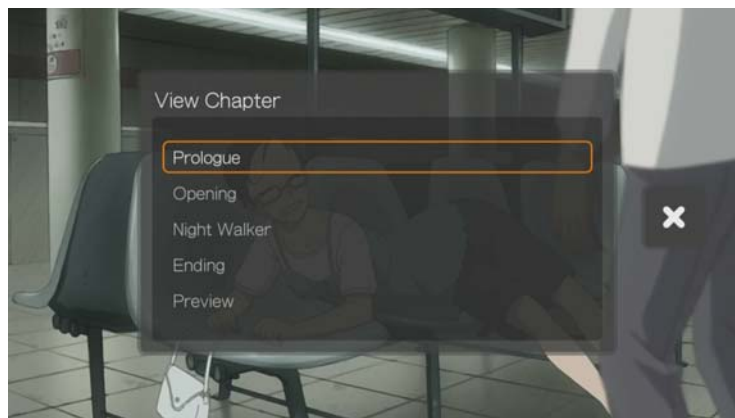 View Chapter
Prologue
Opening
Night Walker
Ending
Preview